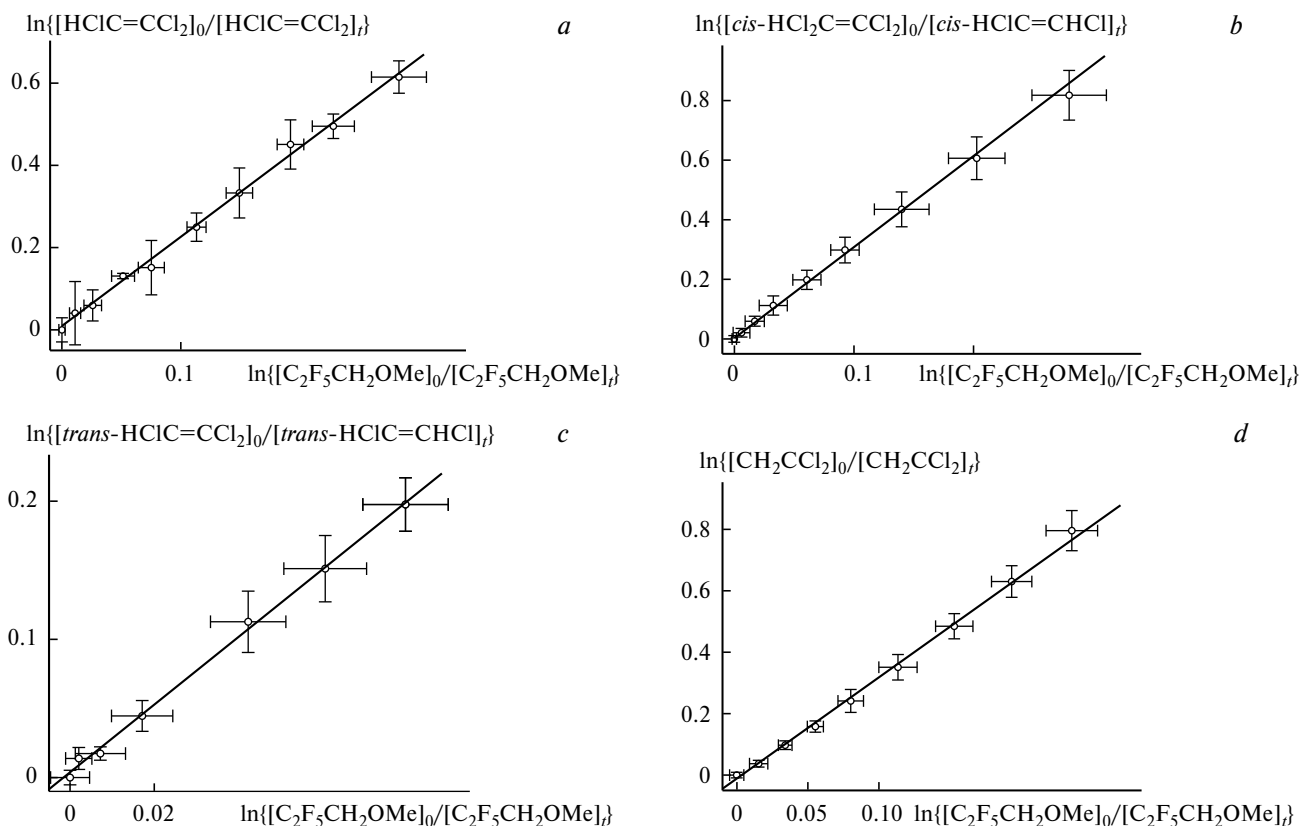 ln{[HClC=CCl₂]₀/[HClC=CCl₂]ₜ}
a
0.6
0.4
0.2
0
0
0.1
ln{[C₂F₅CH₂OMe]₀/[C₂F₅CH₂OMe]ₜ}
ln{[cis-HCl₂C=CCl₂]₀/[cis-HClC=CHCl]ₜ}
b
0.8
0.6
0.4
0.2
0
0
0.1
ln{[C₂F₅CH₂OMe]₀/[C₂F₅CH₂OMe]ₜ}
ln{[trans-HClC=CCl₂]₀/[trans-HClC=CHCl]ₜ}
c
0.2
0.1
0
0
0.02
ln{[C₂F₅CH₂OMe]₀/[C₂F₅CH₂OMe]ₜ}
d
ln{[CH₂CCl₂]₀/[CH₂CCl₂]ₜ}
0.8
0.6
0.4
0.2
0
0
0.05
0.10
ln{[C₂F₅CH₂OMe]₀/[C₂F₅CH₂OMe]ₜ}